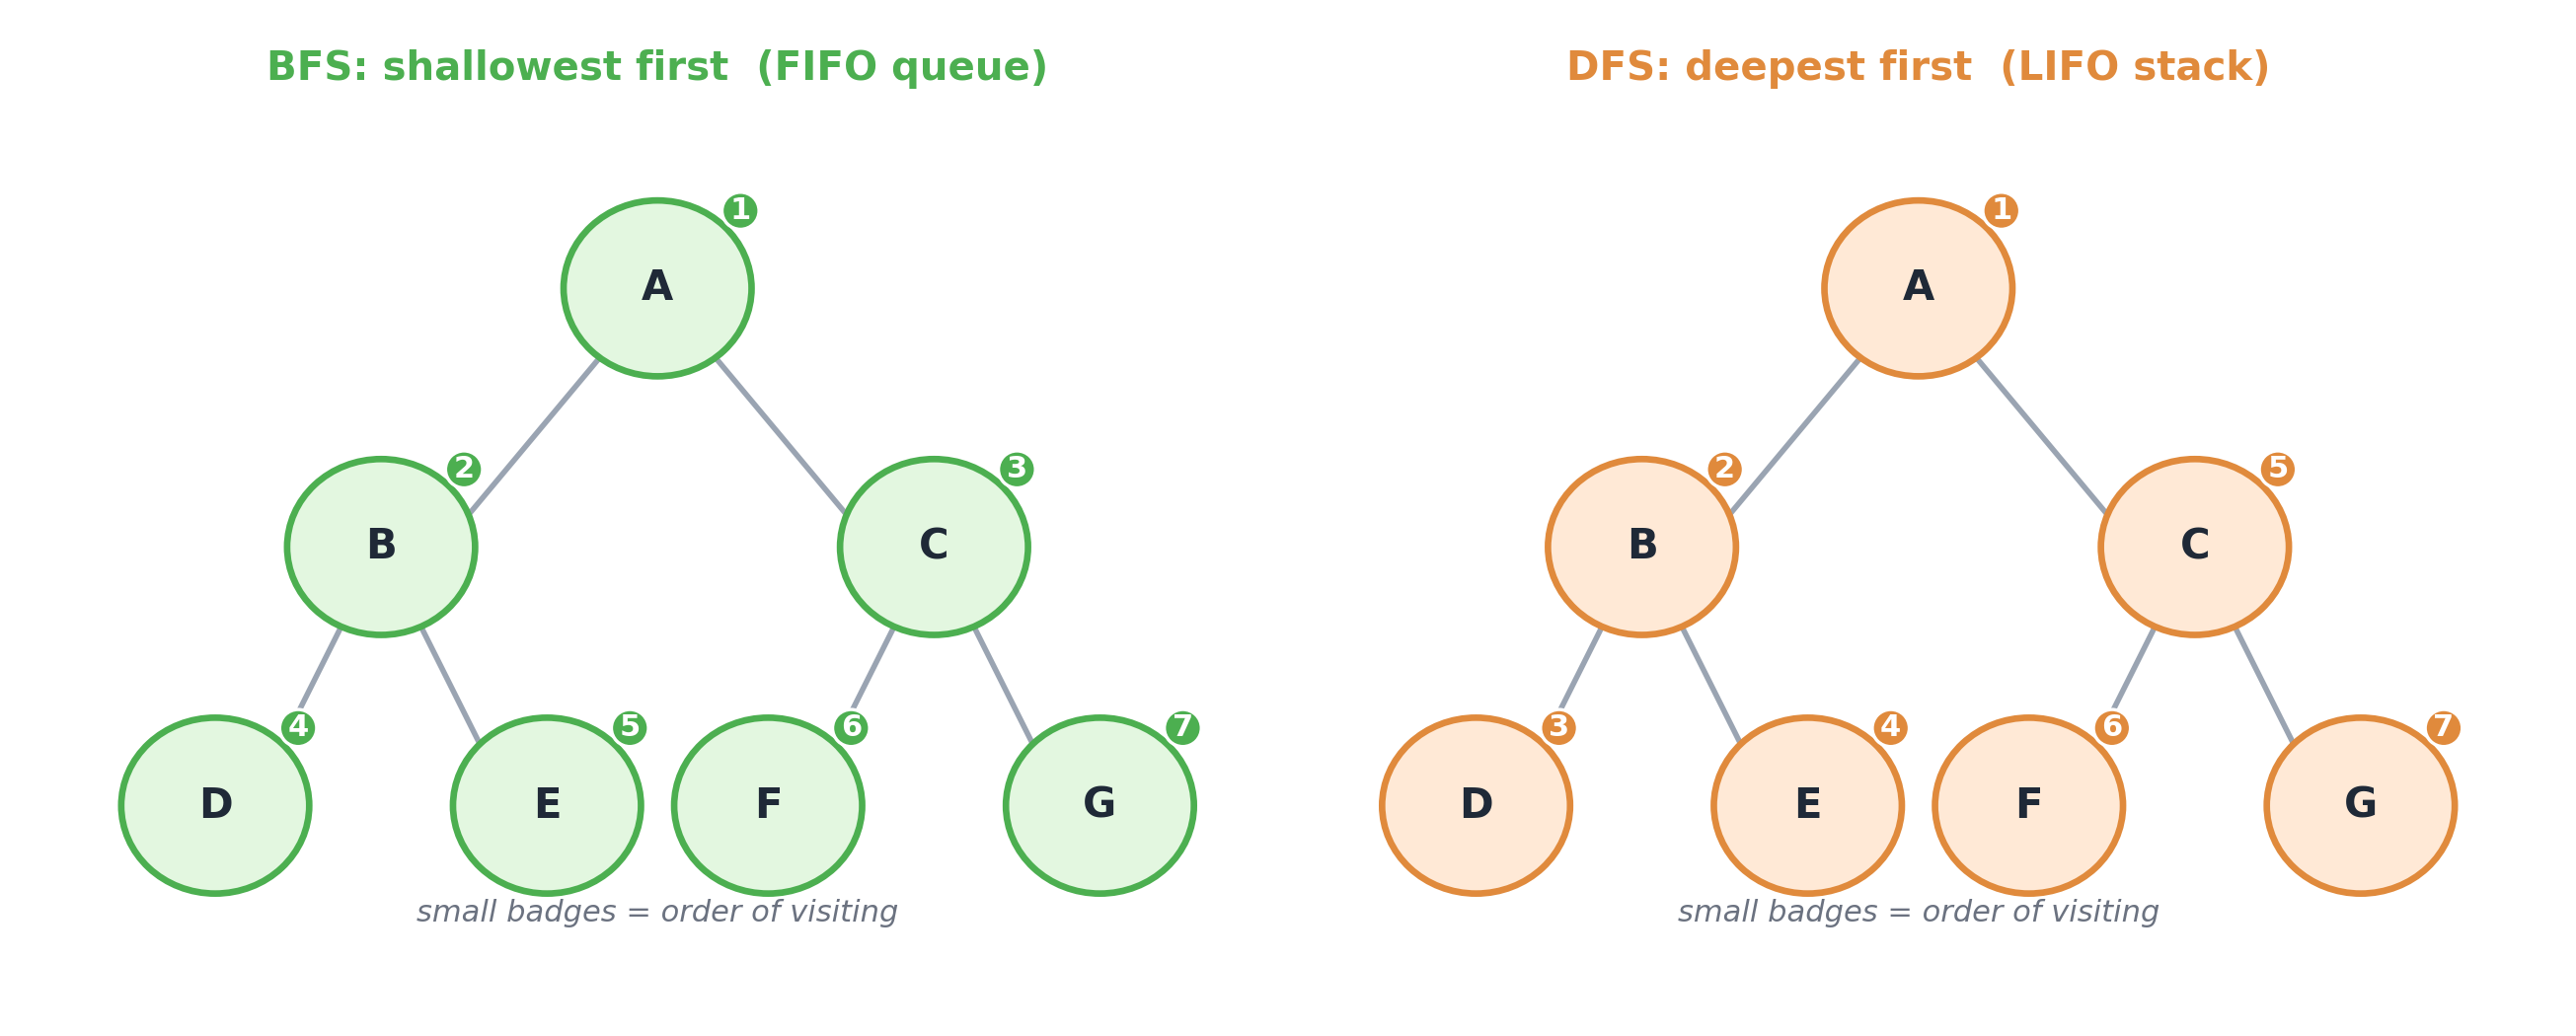 BFS: shallowest first (FIFO queue)
1
A
2
B
3
C
4
D
5
E
6
F
7
G
small badges = order of visiting
DFS: deepest first (LIFO stack)
1
A
2
B
5
C
3
D
4
E
6
F
7
G
small badges = order of visiting